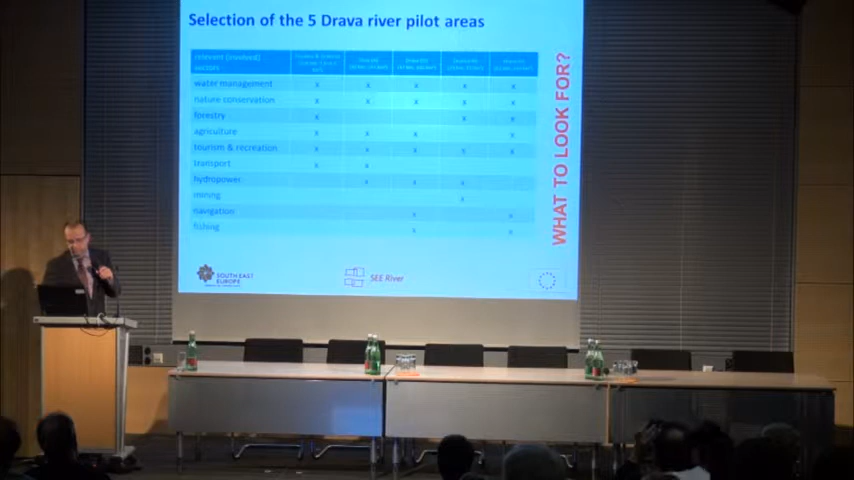 Selection of the 5 Drava river pilot areas
relevant (involved)
sectors
water management x x x x x
nature conservation x x x x x
forestry x x x
agriculture x x x x
tourism & recreation x x x x x
transport x x
hydropower x x x
mining x
navigation x x
fishing x x
WHAT TO LOOK FOR?
SOUTH EAST
EUROPE
SEE River